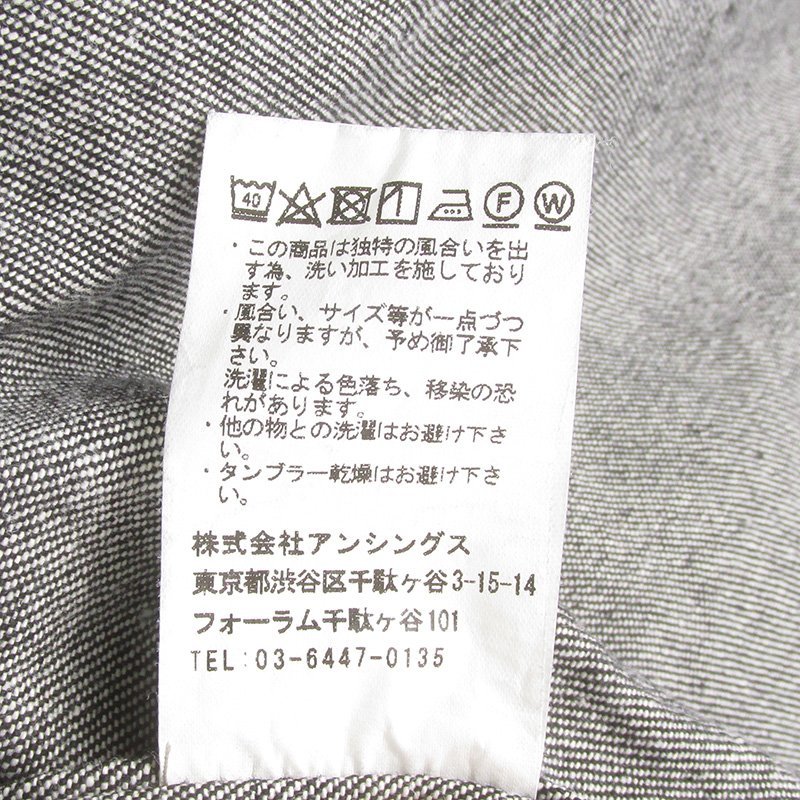 40 F W
・この商品は独特の風合いを出
す為、洗い加工を施しており
ます。
・風合い、サイズ等が一点づつ
異なりますが、予め御了承下
さい。
洗濯による色落ち、移染の恐
れがあります。
・他の物との洗濯はお避け下さ
い。
・タンブラー乾燥はお避け下さ
い。
株式会社アンシングス
東京都渋谷区千駄ヶ谷3-15-14
フォーラム千駄ヶ谷101
TEL:03-6447-0135